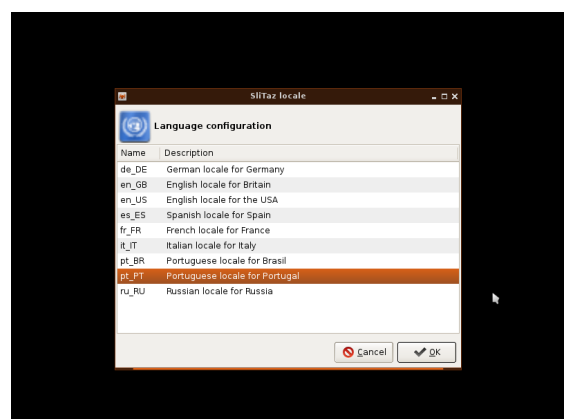 SliTaz locale
Language configuration
Name Description
de_DE German locale for Germany
en_GB English locale for Britain
en_US English locale for the USA
es_ES Spanish locale for Spain
fr_FR French locale for France
it_IT Italian locale for Italy
pt_BR Portuguese locale for Brasil
pt_PT Portuguese locale for Portugal
ru_RU Russian locale for Russia
Cancel OK